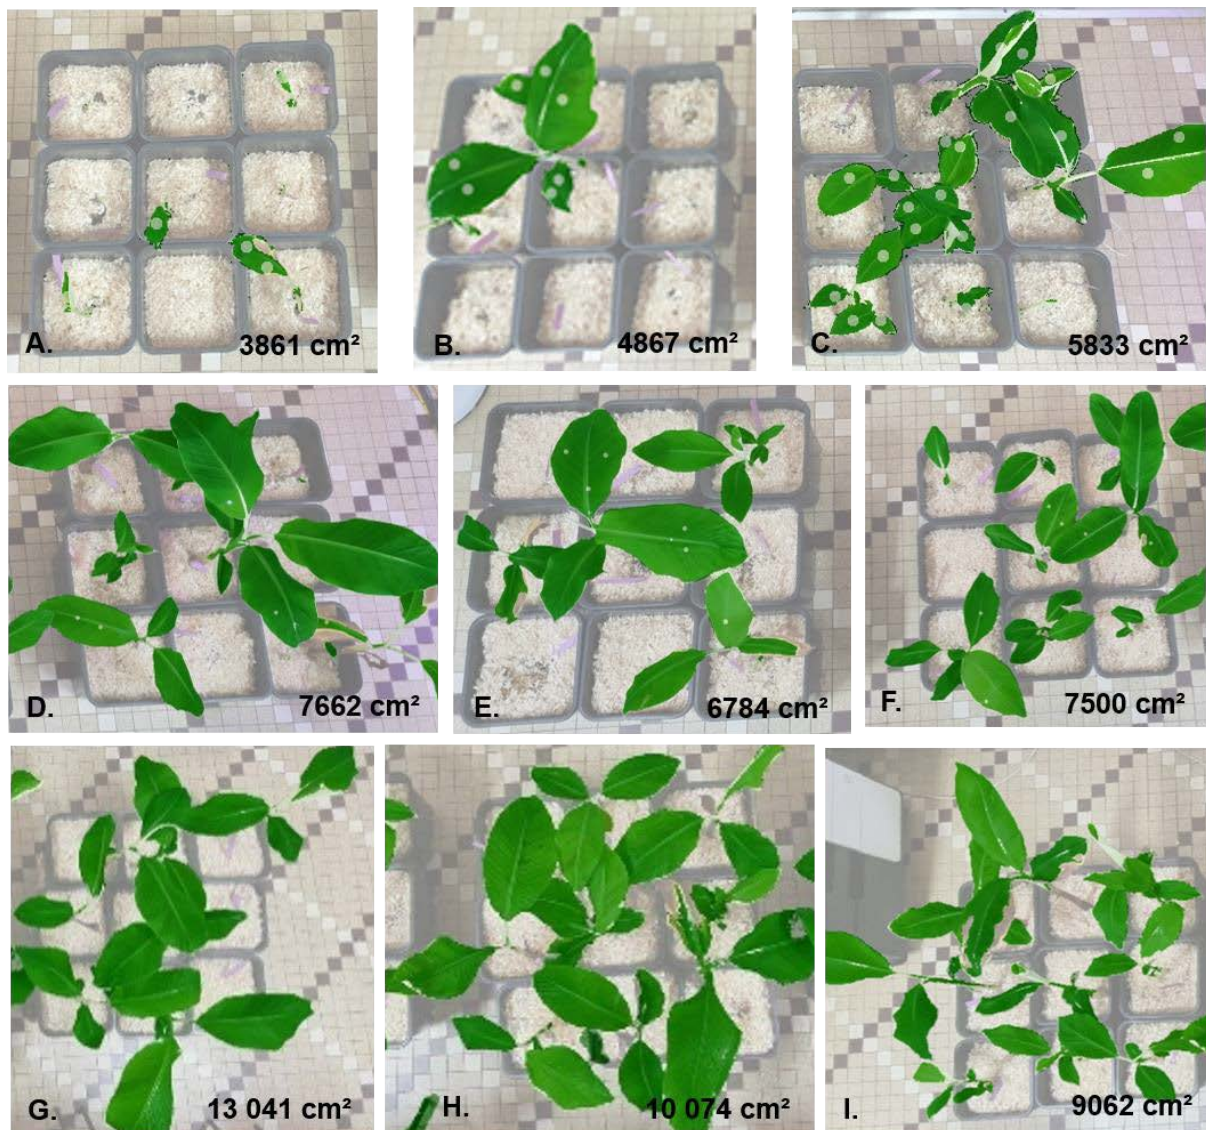 A. 3861 cm²
B. 4867 cm²
C. 5833 cm²
D. 7662 cm²
E. 6784 cm²
F. 7500 cm²
G. 13 041 cm²
H. 10 074 cm²
I. 9062 cm²